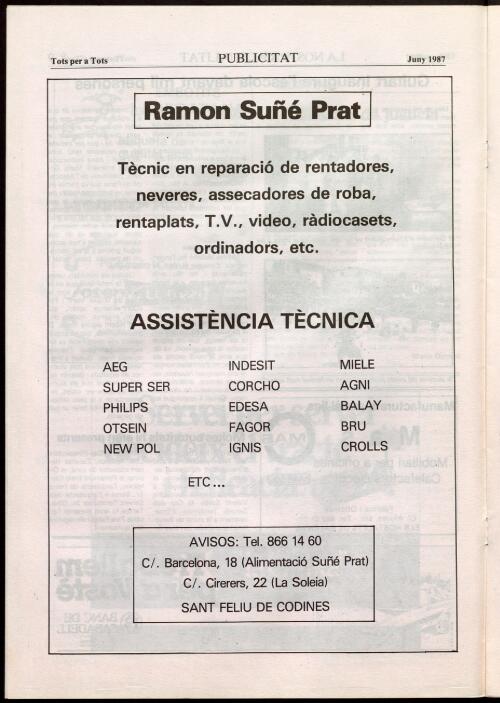 Tots per a Tots PUBLICITAT Juny 1987
Ramon Suñé Prat
Tècnic en reparació de rentadores,
neveres, assecadores de roba,
rentaplats, T.V., video, ràdiocasets,
ordinadors, etc.
ASSISTÈNCIA TÈCNICA
AEG INDESIT MIELE
SUPER SER CORCHO AGNI
PHILIPS EDESA BALAY
OTSEIN FAGOR BRU
NEW POL IGNIS CROLLS
ETC...
AVISOS: Tel. 866 14 60
C/. Barcelona, 18 (Alimentació Suñé Prat)
C/. Cirerers, 22 (La Soleia)
SANT FELIU DE CODINES